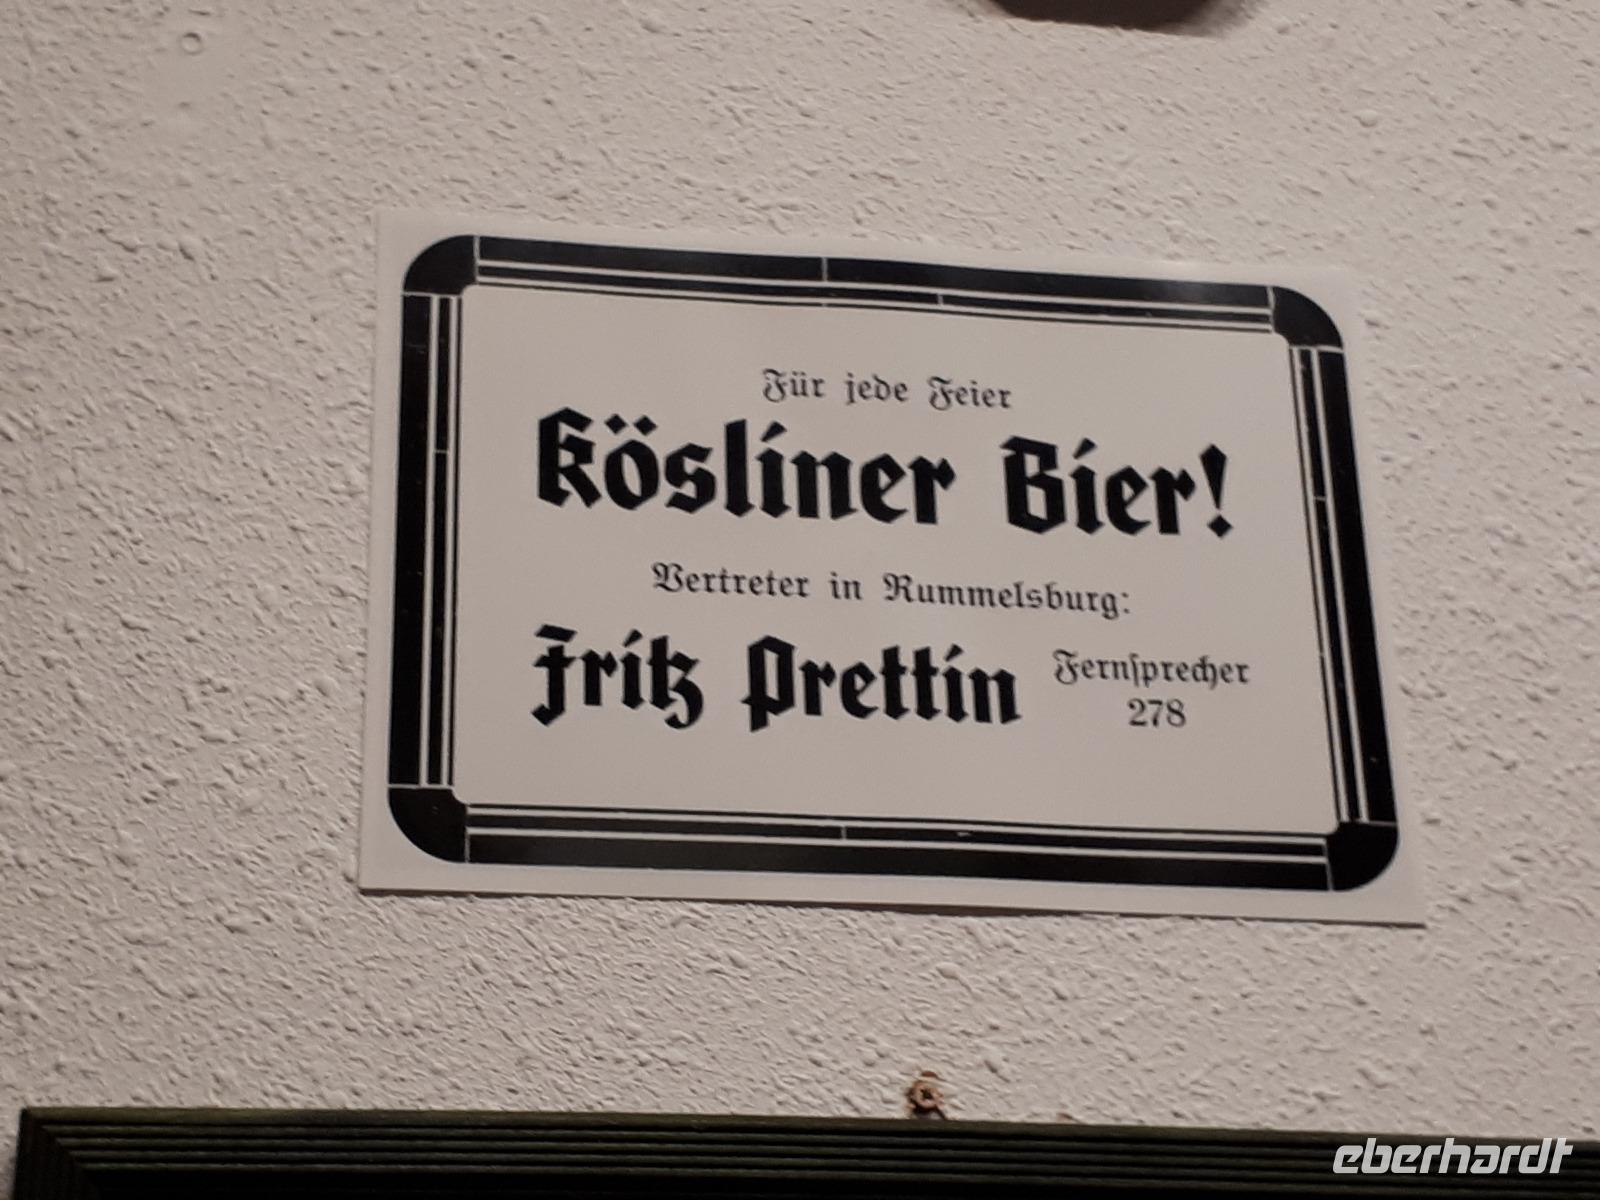 Für jede Feier
Kösliner Bier!
Vertreter in Rummelsburg:
Fritz Prettin
Fernſprecher
278
eberhardt